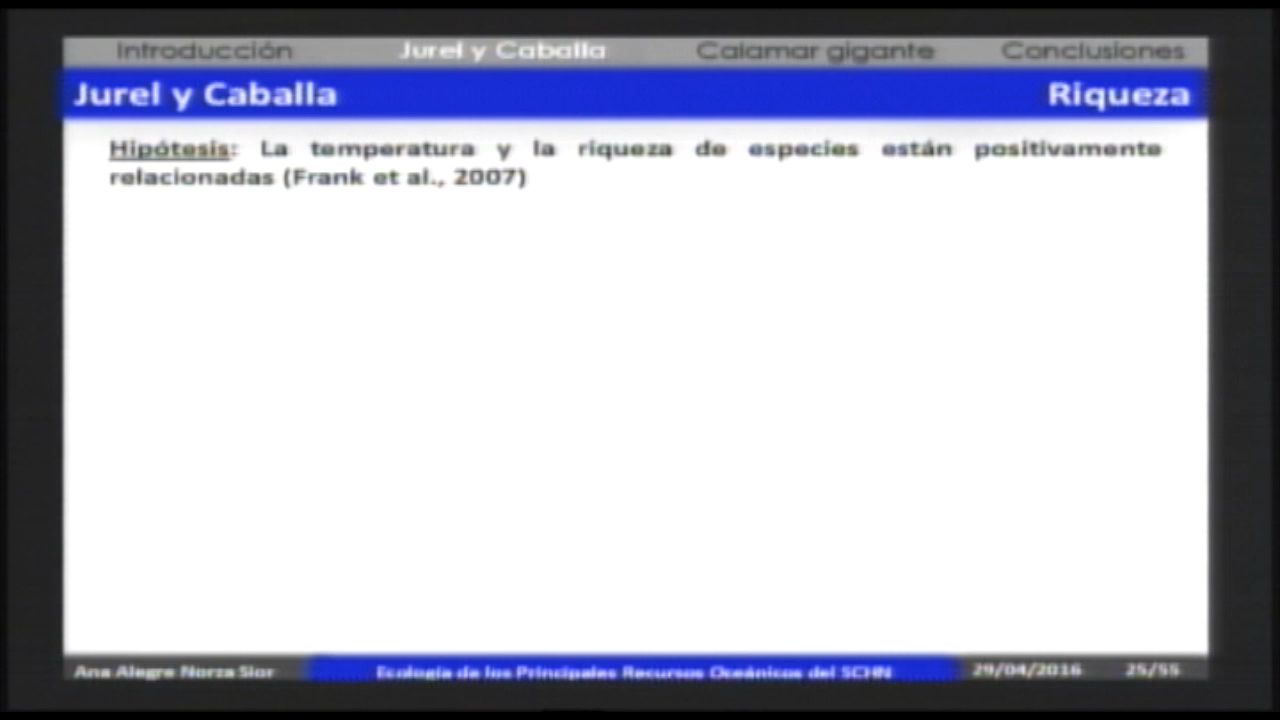 Introducción Jurel y Caballa Calamar gigante Conclusiones
Jurel y Caballa Riqueza
Hipótesis: La temperatura y la riqueza de especies están positivamente
relacionadas (Frank et al., 2007)
Ana Alegre Norza Sior Ecología de los Principales Recursos Oceánicos del SCHN 29/04/2016 25/55